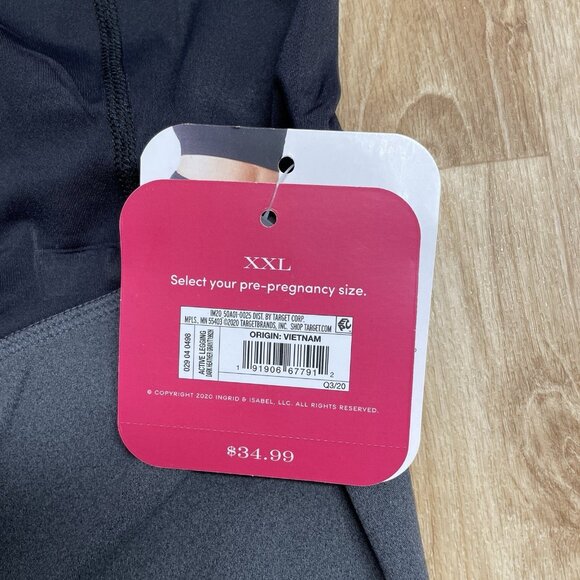 XXL
Select your pre-pregnancy size.
IM20 50A01-0025 DIST. BY TARGET CORP.
MPLS, MN 55403 ©2020 TARGETBRANDS, INC. SHOP TARGET.COM
029 04 0498
ACTIVE LEGGING
ORIGIN: VIETNAM
1 91906 67791 2
Q3/20
© COPYRIGHT 2020 INGRID & ISABEL, LLC. ALL RIGHTS RESERVED.
$34.99